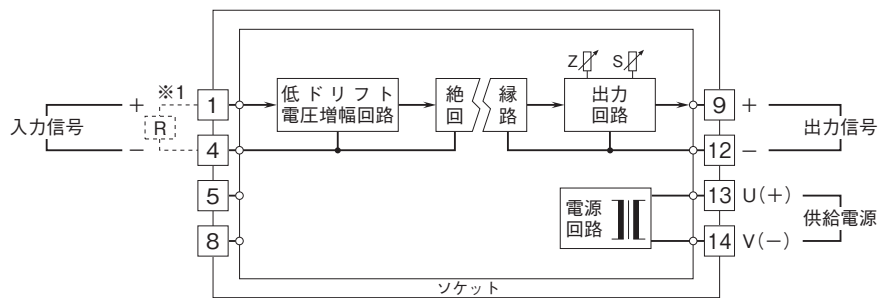 Z S
※1
1
低ドリフト
電圧増幅回路
絶 縁
回 路
出力
回路
9 +
+
入力信号
R
−
出力信号
4
12 −
5
8
電源
回路
13 U(+)
供給電源
14 V(−)
ソケット